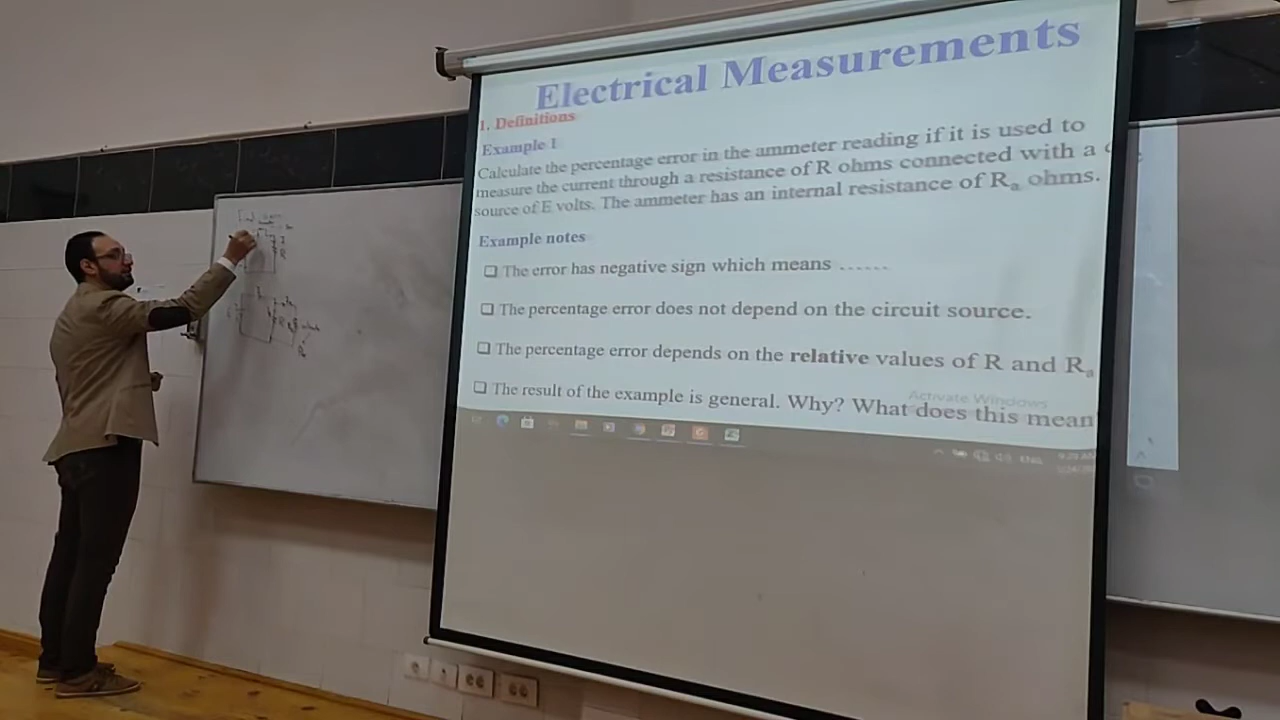 Electrical Measurements
1. Definitions
Example 1
Calculate the percentage error in the ammeter reading if it is used to
measure the current through a resistance of R ohms connected with a
source of E volts. The ammeter has an internal resistance of Rₐ ohms.
Example notes
❑ The error has negative sign which means ......
❑ The percentage error does not depend on the circuit source.
❑ The percentage error depends on the relative values of R and Rₐ
❑ The result of the example is general. Why? What does this mean
Activate Windows
ENG